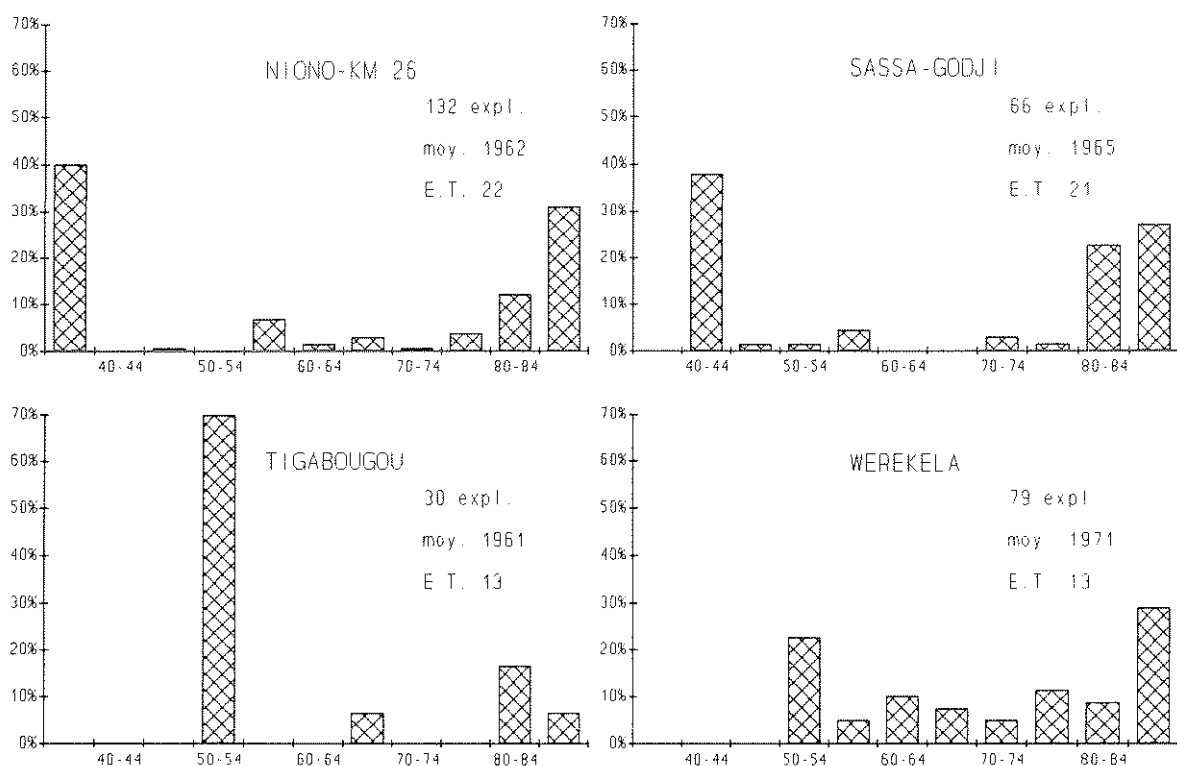 70%
60%
50%
40%
30%
20%
10%
0%
NIONO-KM 26
132 expl.
moy. 1962
E.T. 22
40-44 50-54 60-64 70-74 80-84
70%
60%
50%
40%
30%
20%
10%
0%
SASSA-GODJI
66 expl.
moy. 1965
E.T 21
40-44 50-54 60-64 70-74 80-84
70%
60%
50%
40%
30%
20%
10%
0%
TIGABOUGOU
30 expl.
moy. 1961
E T. 13
40-44 50-54 60-64 70-74 80-84
70%
60%
50%
40%
30%
20%
10%
0%
WEREKELA
79 expl
moy 1971
E.T 13
40-44 50-54 60-64 70-74 80-84